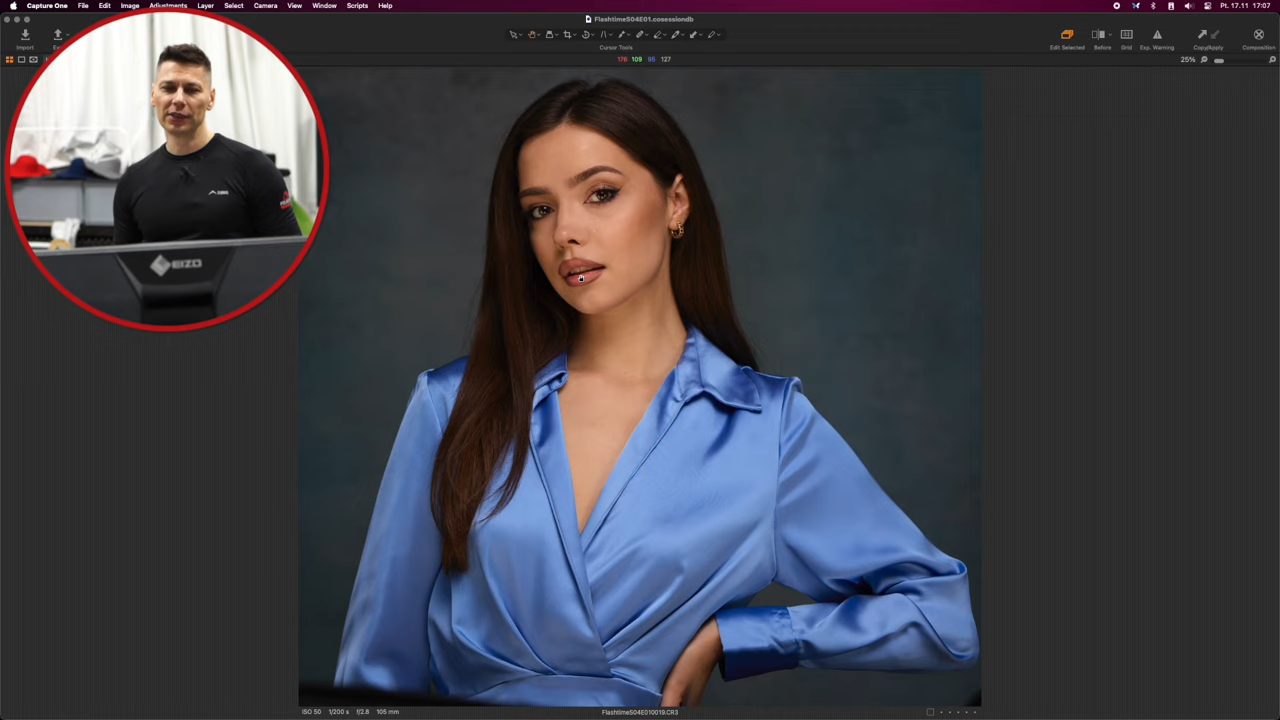 Capture One File Edit Image Adjustments Layer Select Camera View Window Scripts Help Pt. 17.11 17:07
FlashtimeS04E01.cosessiondb
Import
Cursor Tools
Edit Selected Before Grid Exp. Warning Copy/Apply Composition
176 109 95 127
25%
EIZO
ISO 50 1/200 s f/2.8 105 mm
FlashtimeS04E010019.CR3